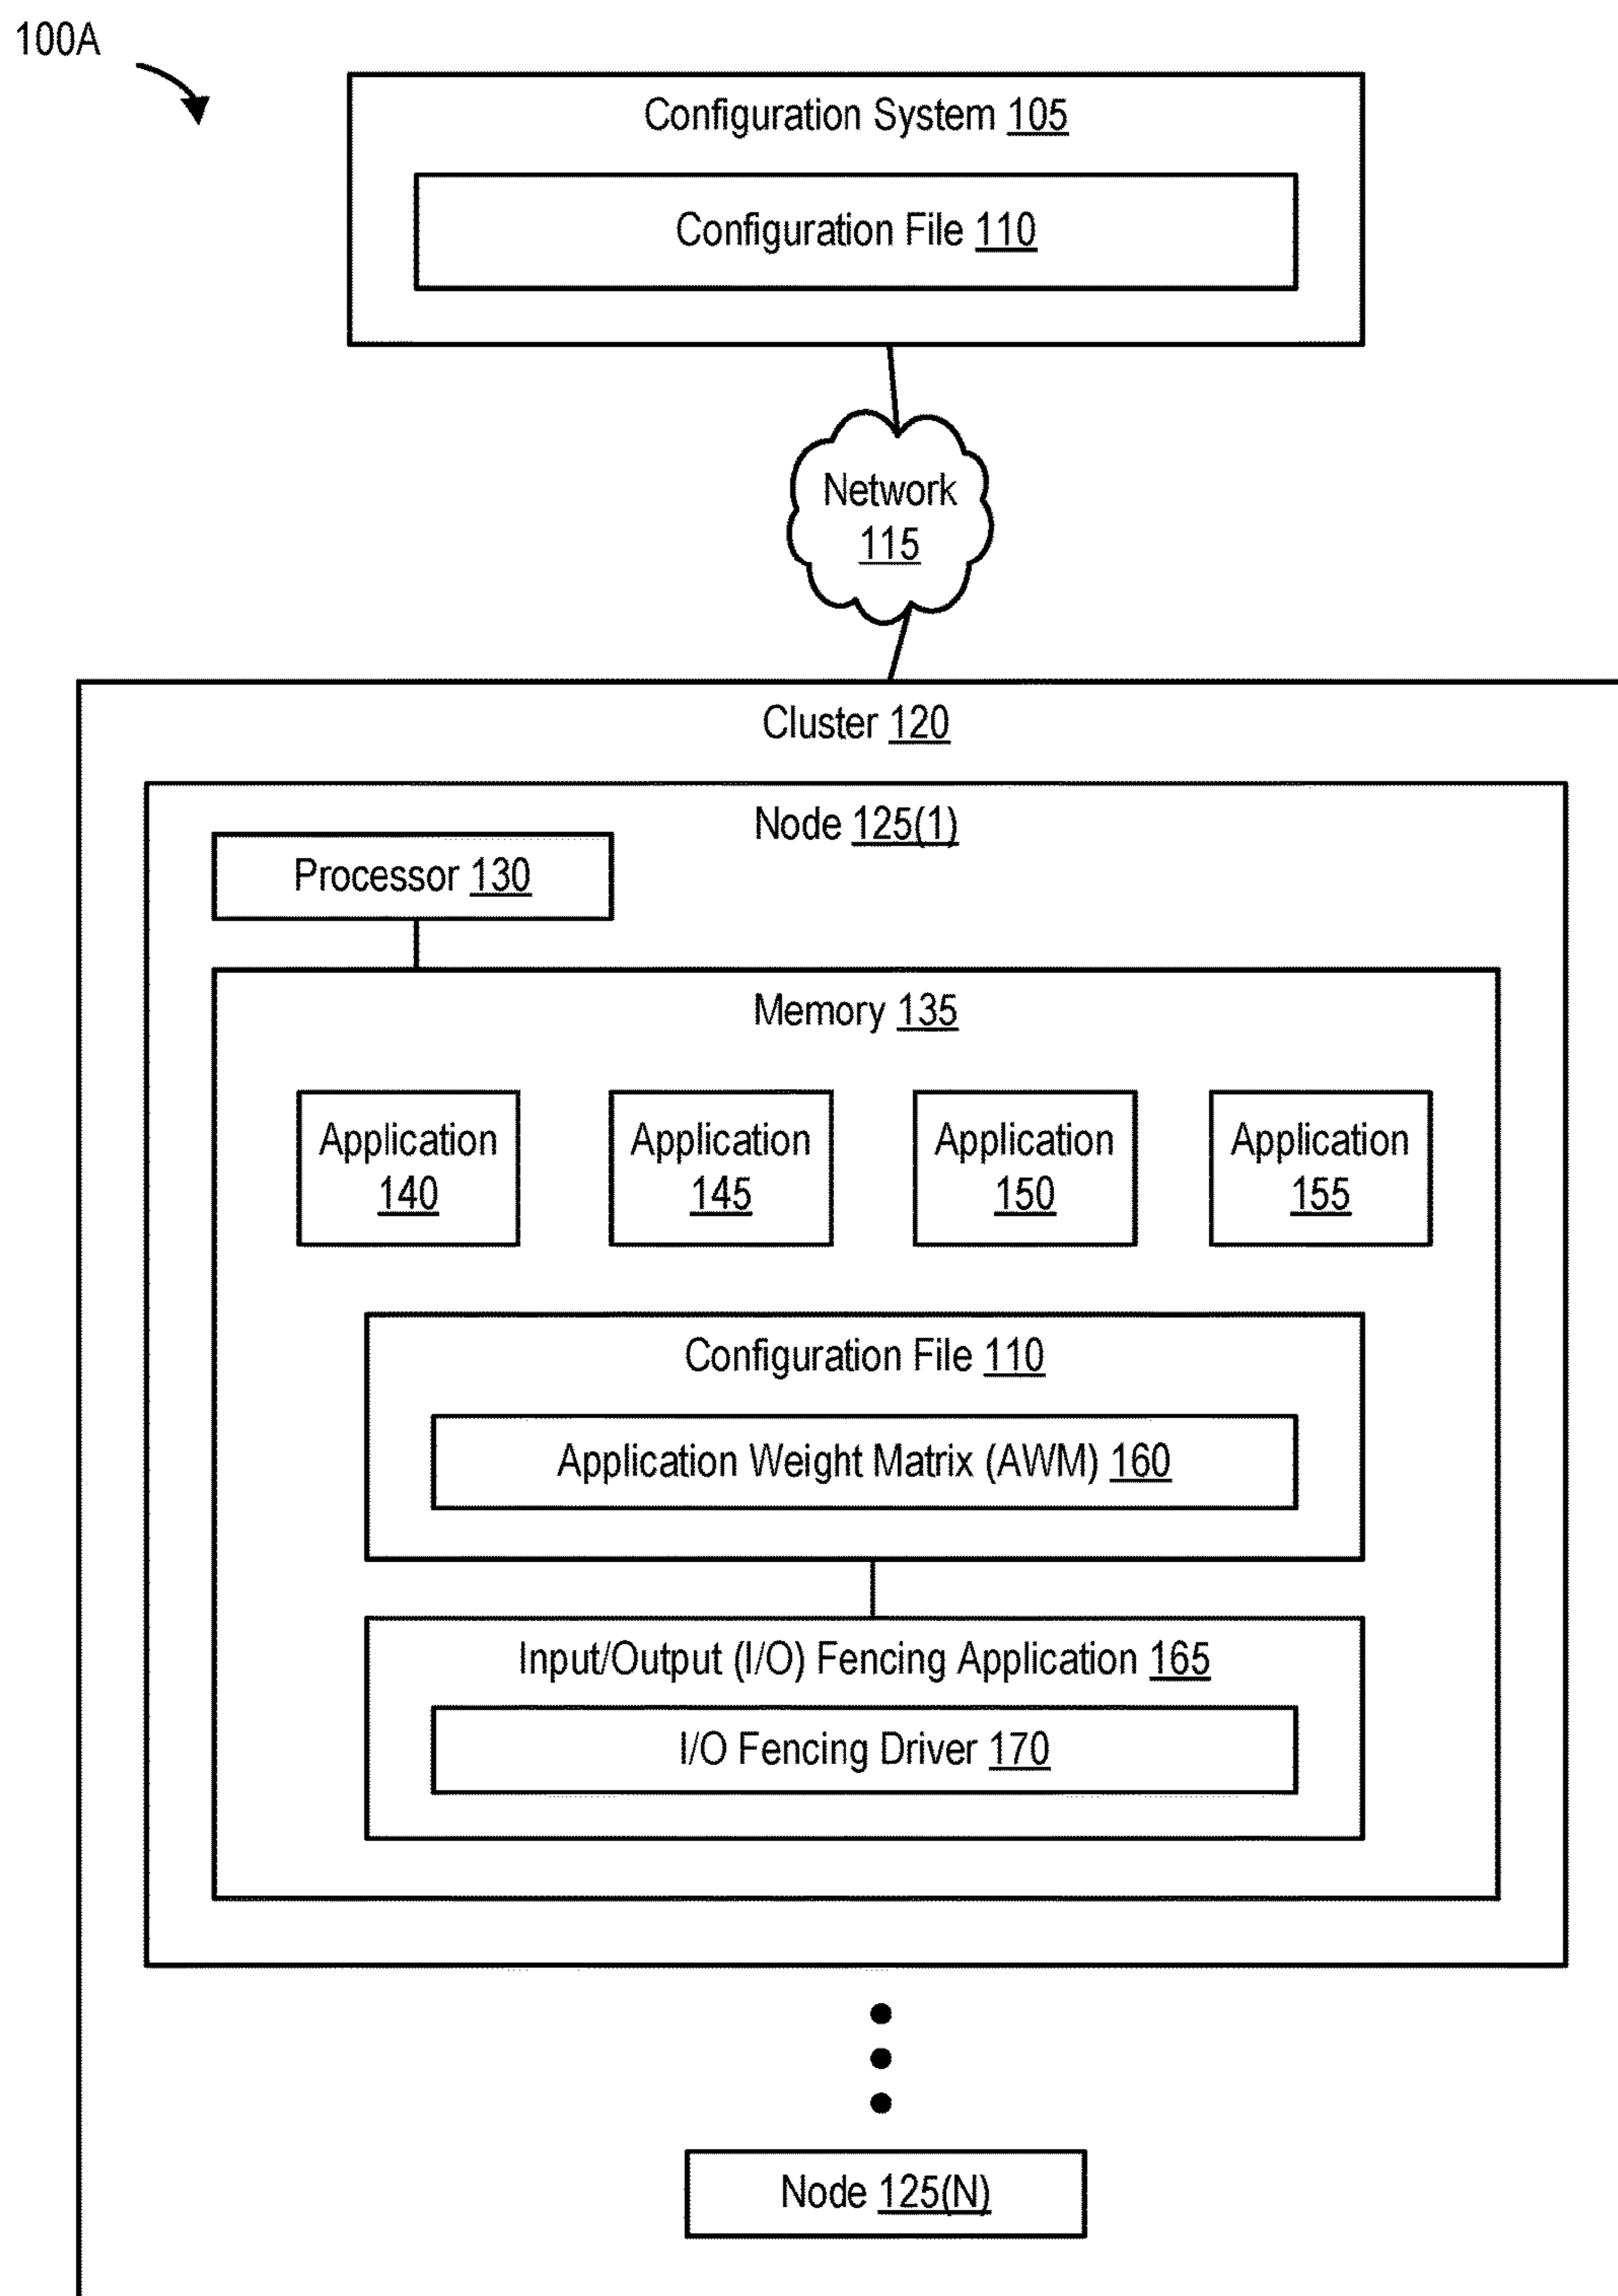 100A
Configuration System 105
Configuration File 110
Network
115
Cluster 120
Node 125(1)
Processor 130
Memory 135
Application
140
Application
145
Application
150
Application
155
Configuration File 110
Application Weight Matrix (AWM) 160
Input/Output (I/O) Fencing Application 165
I/O Fencing Driver 170
Node 125(N)